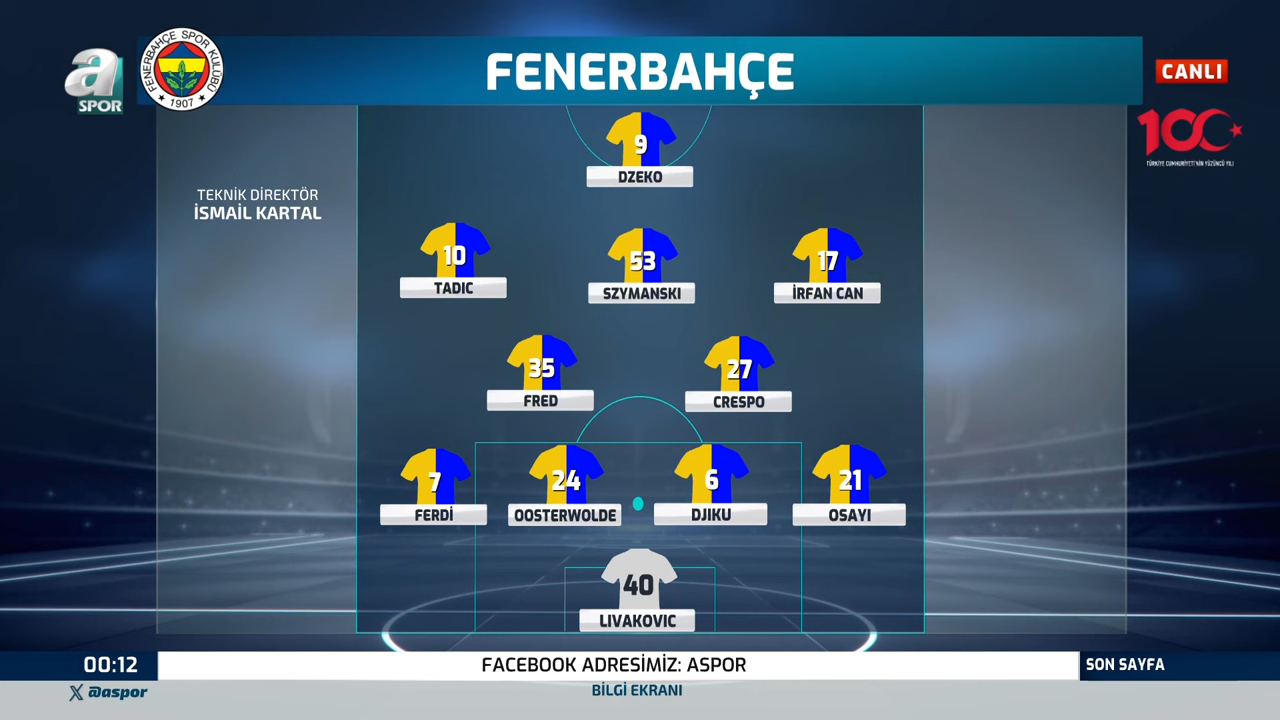 a
SPOR
FENERBAHÇE SPOR KULÜBÜ
★ 1907 ★
FENERBAHÇE
CANLI
100
TÜRKİYE CUMHURİYETİ'NİN YÜZÜNCÜ YILI
TEKNİK DİREKTÖR
İSMAİL KARTAL
9
DZEKO
10
TADIC
53
SZYMANSKI
17
İRFAN CAN
35
FRED
27
CRESPO
7
FERDİ
24
OOSTERWOLDE
6
DJIKU
21
OSAYI
40
LIVAKOVIC
00:12
FACEBOOK ADRESİMİZ: ASPOR
SON SAYFA
X @aspor
BİLGİ EKRANI